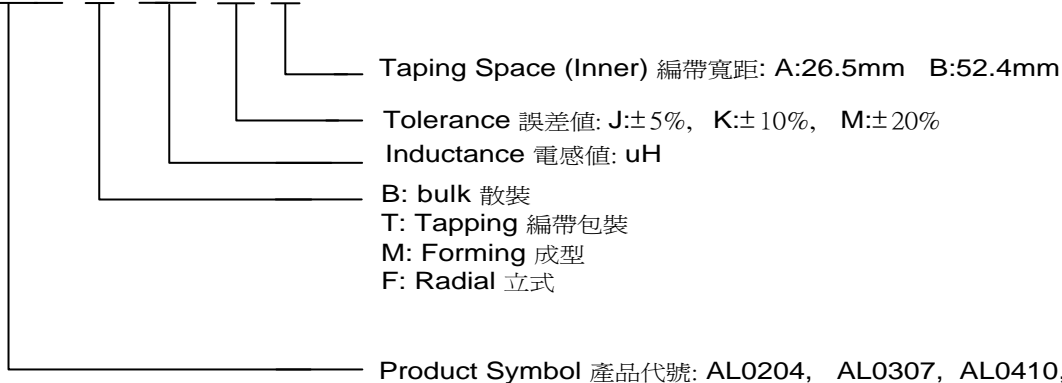 Taping Space (Inner) 編帶寬距: A:26.5mm B:52.4mm
Tolerance 誤差值: J:±5%, K:±10%, M:±20%
Inductance 電感值: uH
B: bulk 散裝
T: Tapping 編帶包裝
M: Forming 成型
F: Radial 立式
Product Symbol 產品代號: AL0204, AL0307, AL0410,